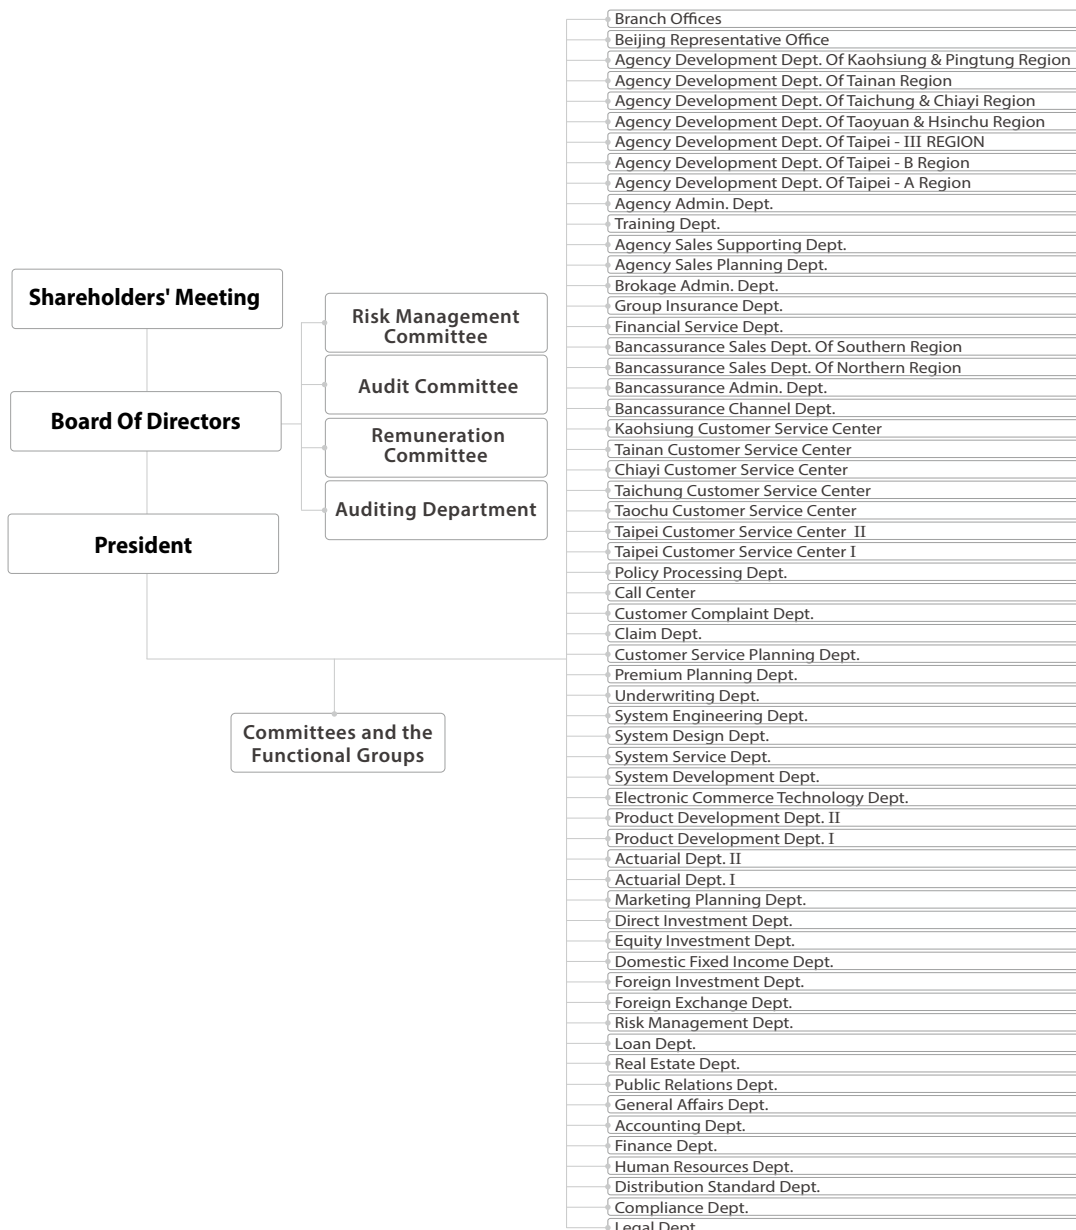 Shareholders' Meeting
Board Of Directors
President
Risk Management
Committee
Audit Committee
Remuneration
Committee
Auditing Department
Committees and the
Functional Groups
Branch Offices
Beijing Representative Office
Agency Development Dept. Of Kaohsiung & Pingtung Region
Agency Development Dept. Of Tainan Region
Agency Development Dept. Of Taichung & Chiayi Region
Agency Development Dept. Of Taoyuan & Hsinchu Region
Agency Development Dept. Of Taipei - III REGION
Agency Development Dept. Of Taipei - B Region
Agency Development Dept. Of Taipei - A Region
Agency Admin. Dept.
Training Dept.
Agency Sales Supporting Dept.
Agency Sales Planning Dept.
Brokage Admin. Dept.
Group Insurance Dept.
Financial Service Dept.
Bancassurance Sales Dept. Of Southern Region
Bancassurance Sales Dept. Of Northern Region
Bancassurance Admin. Dept.
Bancassurance Channel Dept.
Kaohsiung Customer Service Center
Tainan Customer Service Center
Chiayi Customer Service Center
Taichung Customer Service Center
Taochu Customer Service Center
Taipei Customer Service Center II
Taipei Customer Service Center I
Policy Processing Dept.
Call Center
Customer Complaint Dept.
Claim Dept.
Customer Service Planning Dept.
Premium Planning Dept.
Underwriting Dept.
System Engineering Dept.
System Design Dept.
System Service Dept.
System Development Dept.
Electronic Commerce Technology Dept.
Product Development Dept. II
Product Development Dept. I
Actuarial Dept. II
Actuarial Dept. I
Marketing Planning Dept.
Direct Investment Dept.
Equity Investment Dept.
Domestic Fixed Income Dept.
Foreign Investment Dept.
Foreign Exchange Dept.
Risk Management Dept.
Loan Dept.
Real Estate Dept.
Public Relations Dept.
General Affairs Dept.
Accounting Dept.
Finance Dept.
Human Resources Dept.
Distribution Standard Dept.
Compliance Dept.
Legal Dept.